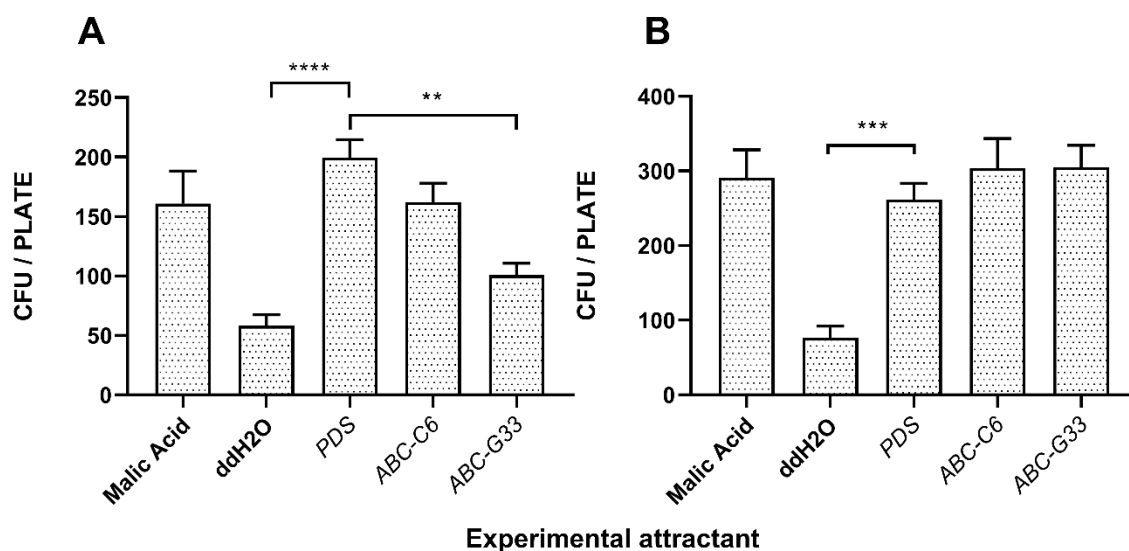 A
B
****
**
***
250
200
150
100
50
0
CFU / PLATE
Malic Acid
ddH2O
PDS
ABC-C6
ABC-G33
400
300
200
100
0
CFU / PLATE
Malic Acid
ddH2O
PDS
ABC-C6
ABC-G33
Experimental attractant